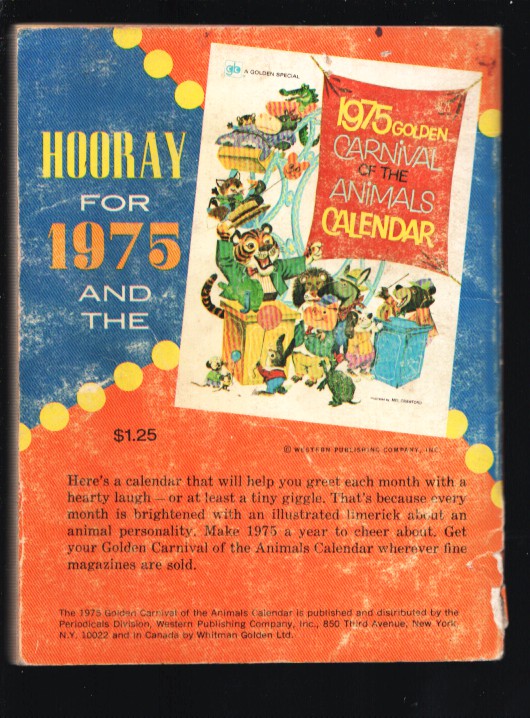 HOORAY
FOR
1975
AND
THE
A GOLDEN SPECIAL
1975 GOLDEN
CARNIVAL
OF THE
ANIMALS
CALENDAR
Illustrated by MEL CRAWFORD
$1.25
© WESTERN PUBLISHING COMPANY, INC.
Here's a calendar that will help you greet each month with a
hearty laugh — or at least a tiny giggle. That's because every
month is brightened with an illustrated limerick about an
animal personality. Make 1975 a year to cheer about. Get
your Golden Carnival of the Animals Calendar wherever fine
magazines are sold.
The 1975 Golden Carnival of the Animals Calendar is published and distributed by the
Periodicals Division, Western Publishing Company, Inc., 850 Third Avenue, New York
N.Y. 10022 and in Canada by Whitman Golden Ltd.